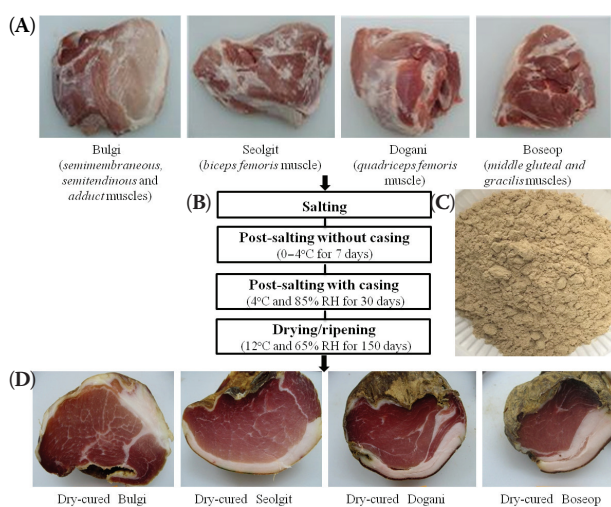 (A)
Bulgi
(semimembraneous,
semitendinous and
adduct muscles)
Seolgit
(biceps femoris muscle)
Dogani
(quadriceps femoris
muscle)
Boseop
(middle gluteal and
gracilis muscles)
(B)
Salting
Post-salting without casing
(0–4°C for 7 days)
Post-salting with casing
(4°C and 85% RH for 30 days)
Drying/ripening
(12°C and 65% RH for 150 days)
(C)
(D)
Dry-cured Bulgi
Dry-cured Seolgit
Dry-cured Dogani
Dry-cured Boseop